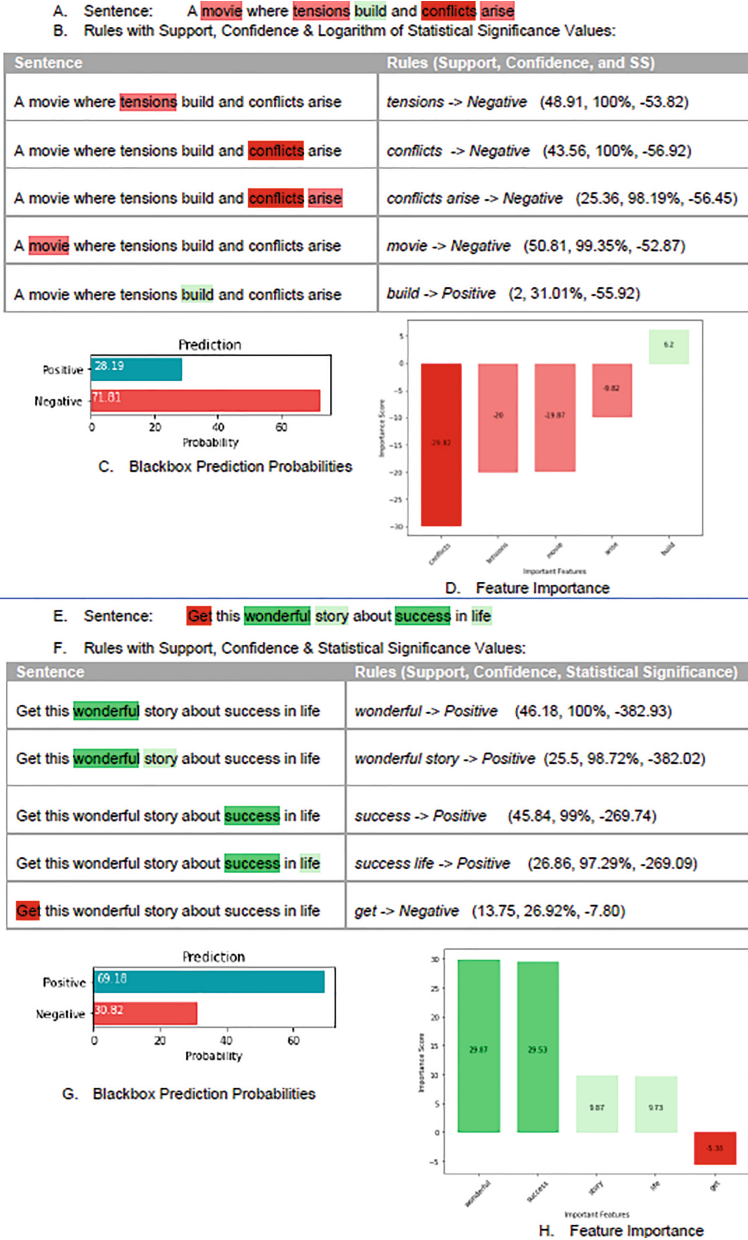 A. Sentence: A movie where tensions build and conflicts arise
B. Rules with Support, Confidence & Logarithm of Statistical Significance Values:
Sentence Rules (Support, Confidence, and SS)
A movie where tensions build and conflicts arise tensions -> Negative (48.91, 100%, -53.82)
A movie where tensions build and conflicts arise conflicts -> Negative (43.56, 100%, -56.92)
A movie where tensions build and conflicts arise conflicts arise -> Negative (25.36, 98.19%, -56.45)
A movie where tensions build and conflicts arise movie -> Negative (50.81, 99.35%, -52.87)
A movie where tensions build and conflicts arise build -> Positive (2, 31.01%, -55.92)
Prediction
Positive 28.19
Negative 71.81
0 20 40 60
Probability
C. Blackbox Prediction Probabilities
Importance Score
5
0
-5
-10
-15
-20
-25
-30
6.2
-9.82
-20
-19.87
conflicts tensions movie arise build
Important Features
D. Feature Importance
E. Sentence: Get this wonderful story about success in life
F. Rules with Support, Confidence & Statistical Significance Values:
Sentence Rules (Support, Confidence, Statistical Significance)
Get this wonderful story about success in life wonderful -> Positive (46.18, 100%, -382.93)
Get this wonderful story about success in life wonderful story -> Positive (25.5, 98.72%, -382.02)
Get this wonderful story about success in life success -> Positive (45.84, 99%, -269.74)
Get this wonderful story about success in life success life -> Positive (26.86, 97.29%, -269.09)
Get this wonderful story about success in life get -> Negative (13.75, 26.92%, -7.80)
Prediction
Positive 69.18
Negative 30.82
0 20 40 60
Probability
G. Blackbox Prediction Probabilities
Importance Score
30
25
20
15
10
5
0
-5
29.87 29.53
9.87 9.73
wonderful success story life get
Important Features
H. Feature Importance